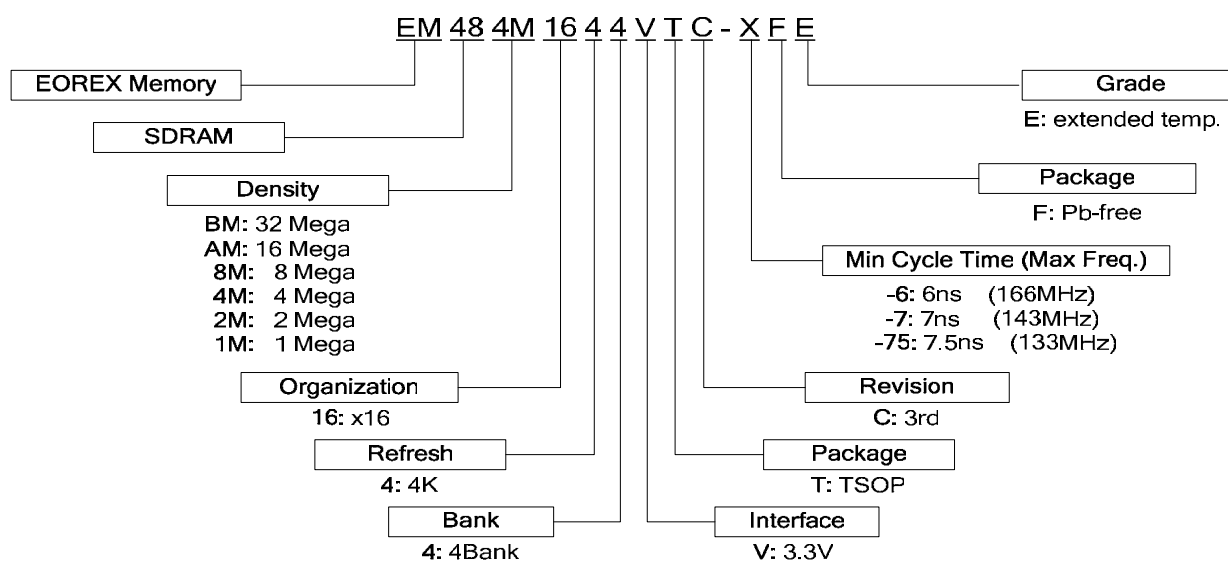 EM 48 4M 16 4 4 V T C - X F E
EOREX Memory
Grade
E: extended temp.
SDRAM
Density
BM: 32 Mega
AM: 16 Mega
8M: 8 Mega
4M: 4 Mega
2M: 2 Mega
1M: 1 Mega
Package
F: Pb-free
Min Cycle Time (Max Freq.)
-6: 6ns (166MHz)
-7: 7ns (143MHz)
-75: 7.5ns (133MHz)
Organization
16: x16
Revision
C: 3rd
Refresh
4: 4K
Package
T: TSOP
Bank
4: 4Bank
Interface
V: 3.3V